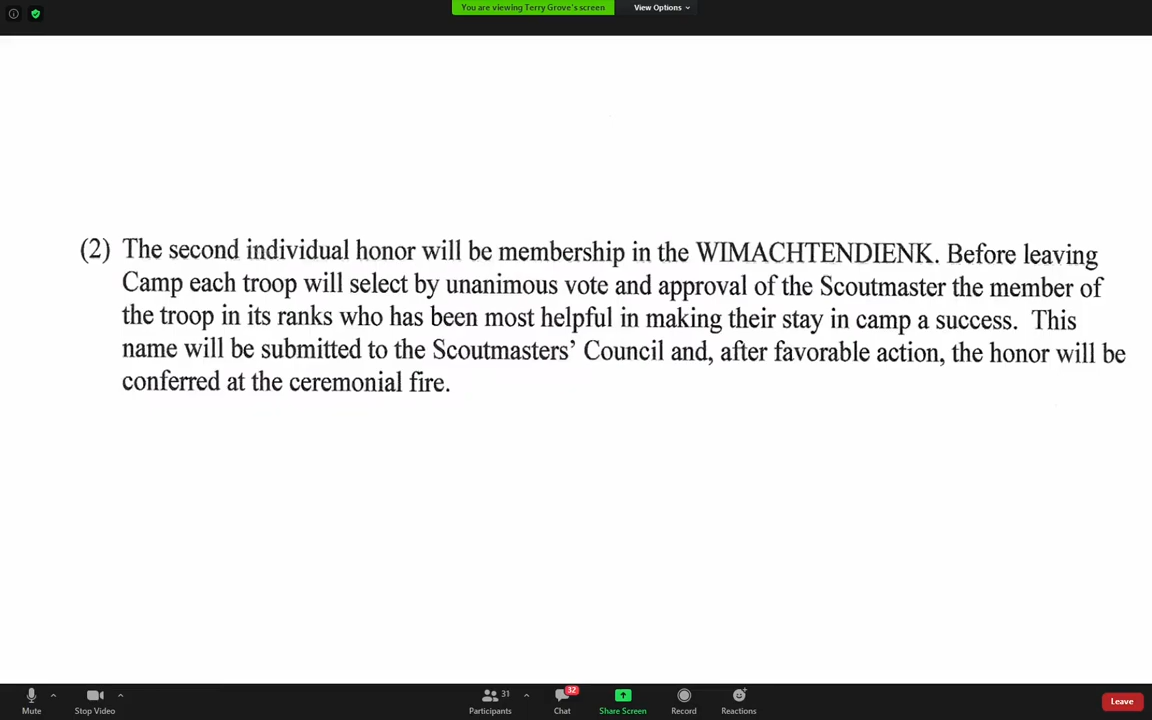 You are viewing Terry Grove's screen View Options
(2) The second individual honor will be membership in the WIMACHTENDIENK. Before leaving
Camp each troop will select by unanimous vote and approval of the Scoutmaster the member of
the troop in its ranks who has been most helpful in making their stay in camp a success. This
name will be submitted to the Scoutmasters' Council and, after favorable action, the honor will be
conferred at the ceremonial fire.
31 32
Mute Stop Video Participants Chat Share Screen Record Reactions Leave